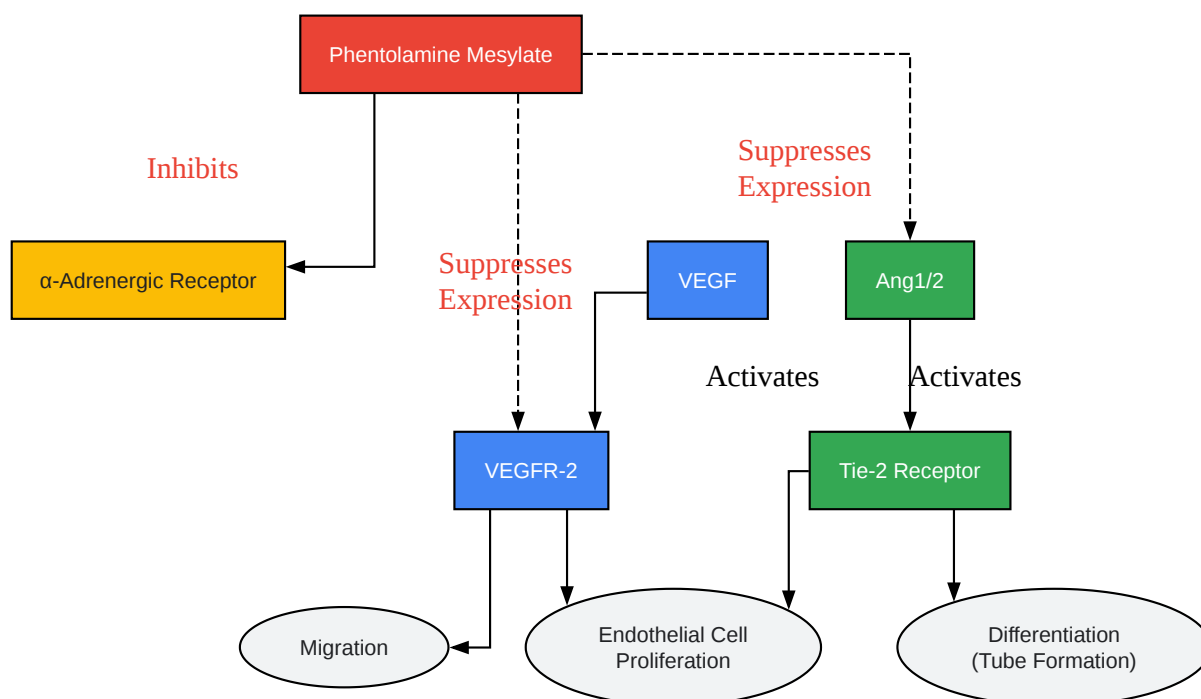 Phentolamine Mesylate
Inhibits
Suppresses
Expression
α-Adrenergic Receptor
Suppresses
Expression
VEGF
Ang1/2
Activates
Activates
VEGFR-2
Tie-2 Receptor
Migration
Endothelial Cell
Proliferation
Differentiation
(Tube Formation)